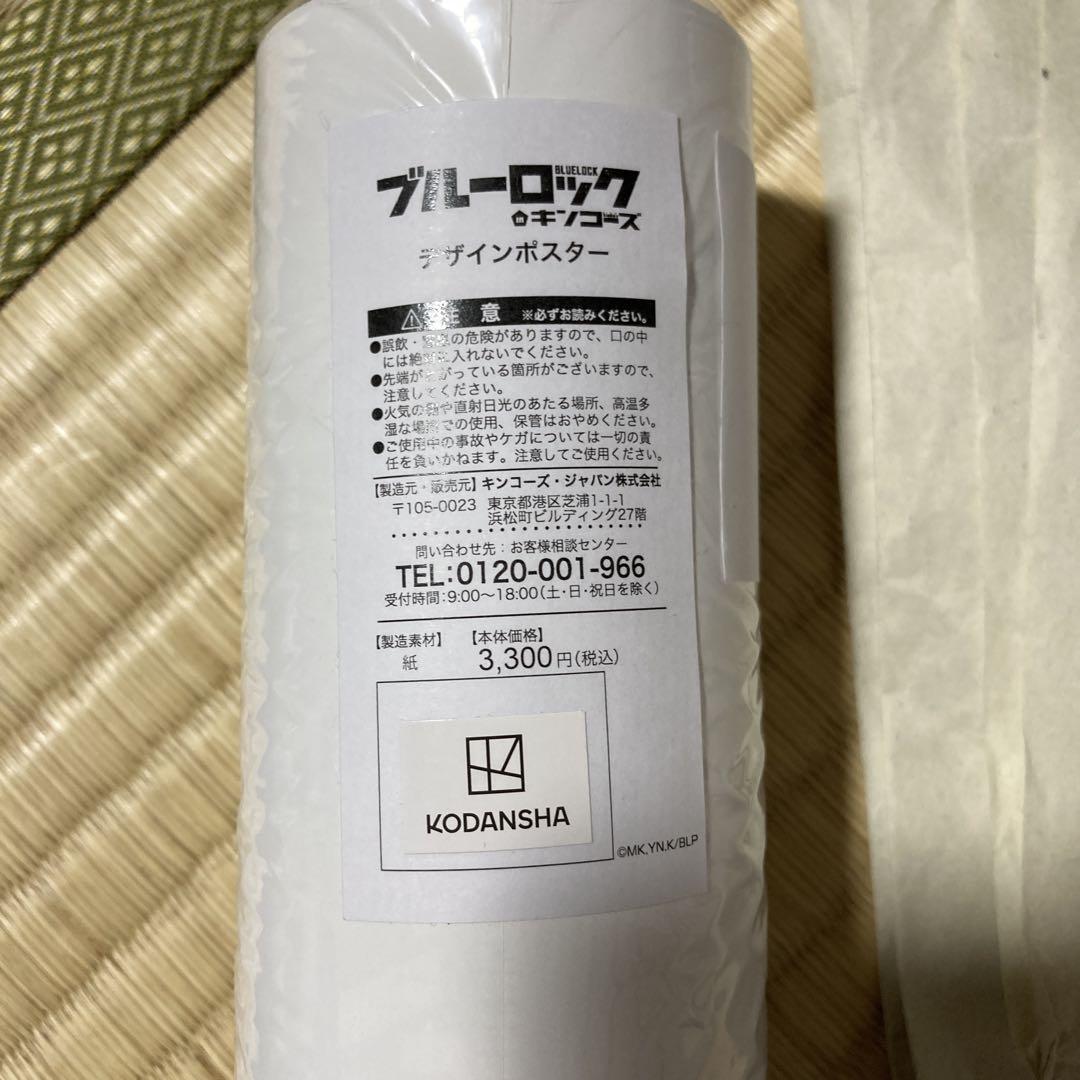 BLUELOCK
ブルーロック
in キンコーズ
デザインポスター
注意 ※必ずお読みください。
●誤飲・の危険がありますので、口の中
には絶対に入れないでください。
●先端がとがっている箇所がございますので、
注意してください。
●火気の や直射日光のあたる場所、高温多
湿な場所での使用、保管はおやめください。
●ご使用中の事故やケガについては一切の責
任を負いかねます。注意してご使用ください。
【製造元・販売元】キンコーズ・ジャパン株式会社
〒105-0023 東京都港区芝浦1-1-1
浜松町ビルディング27階
問い合わせ先:お客様相談センター
TEL:0120-001-966
受付時間:9:00〜18:00(土・日・祝日を除く)
【製造素材】 【本体価格】
紙 3,300円(税込)
KODANSHA
©MK,YN,K/BLP